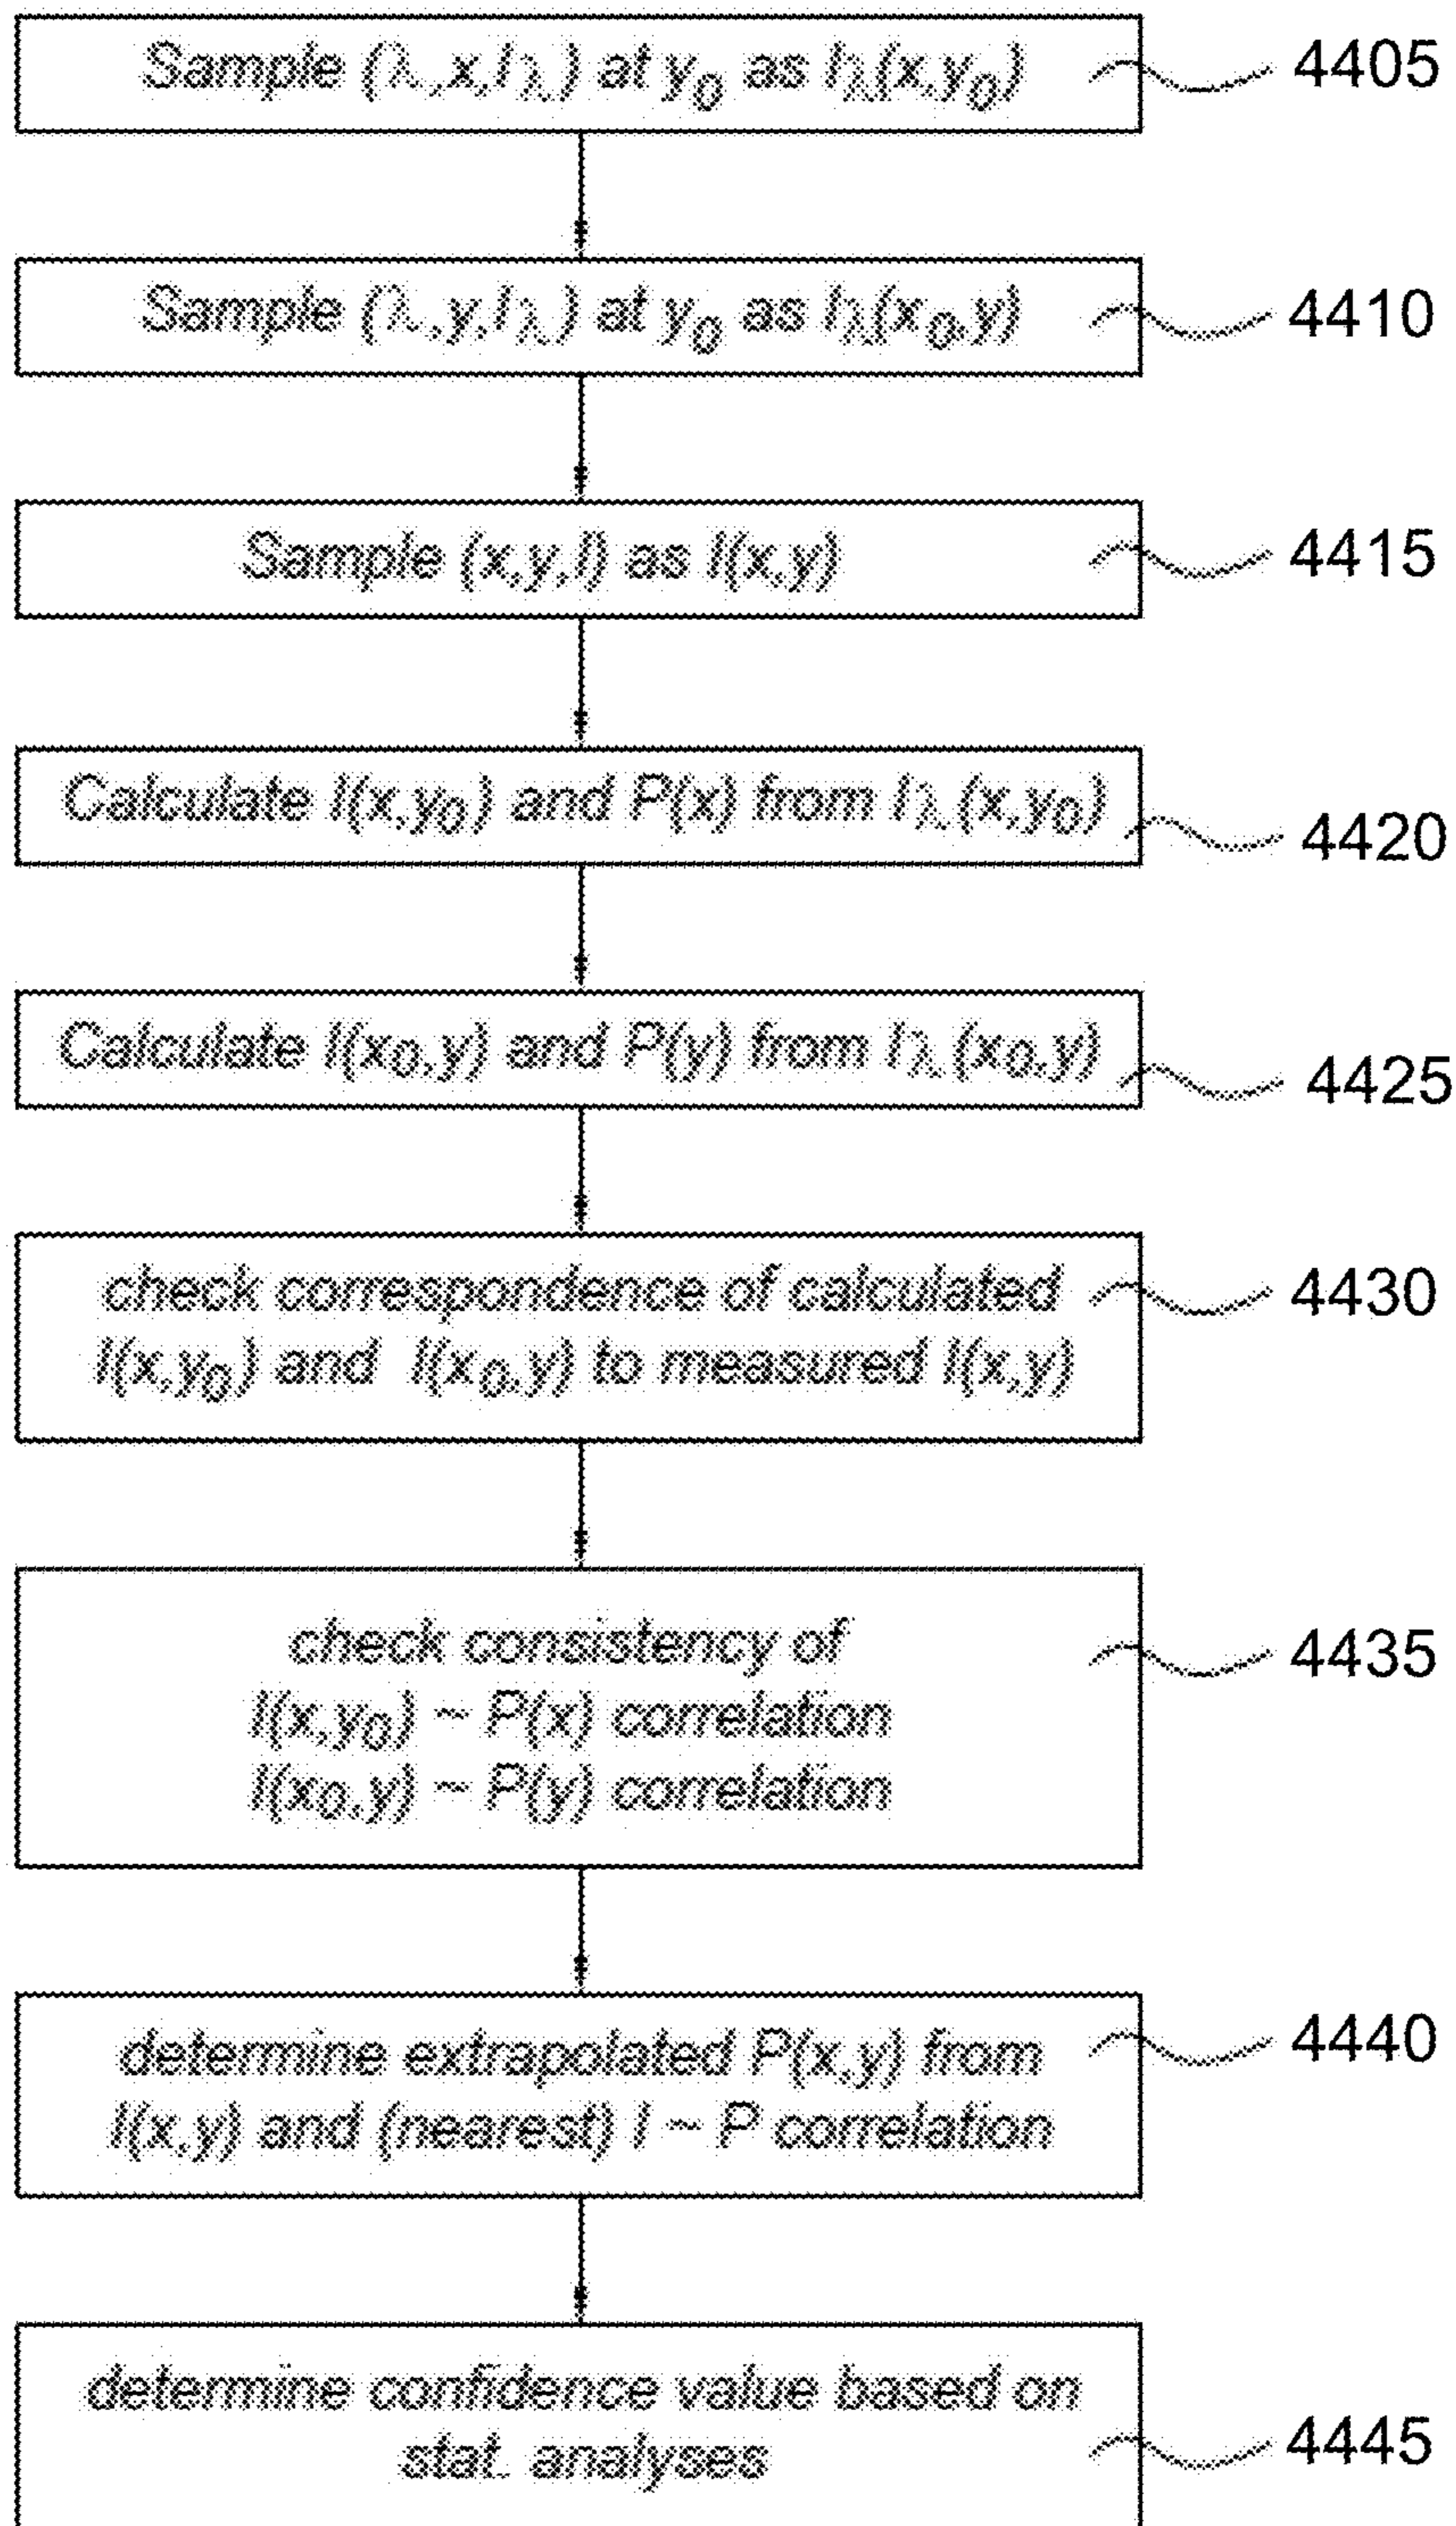 Sample (λ,x,Iλ) at y₀ as Iλ(x,y₀) 4405
Sample (λ,y,Iλ) at y₀ as Iλ(x₀,y) 4410
Sample (x,y,I) as I(x,y) 4415
Calculate I(x,y₀) and P(x) from Iλ(x,y₀) 4420
Calculate I(x₀,y) and P(y) from Iλ(x₀,y) 4425
check correspondence of calculated 4430
I(x,y₀) and I(x₀,y) to measured I(x,y)
check consistency of 4435
I(x,y₀) ~ P(x) correlation
I(x₀,y) ~ P(y) correlation
determine extrapolated P(x,y) from 4440
I(x,y) and (nearest) I ~ P correlation
determine confidence value based on
stat. analyses 4445